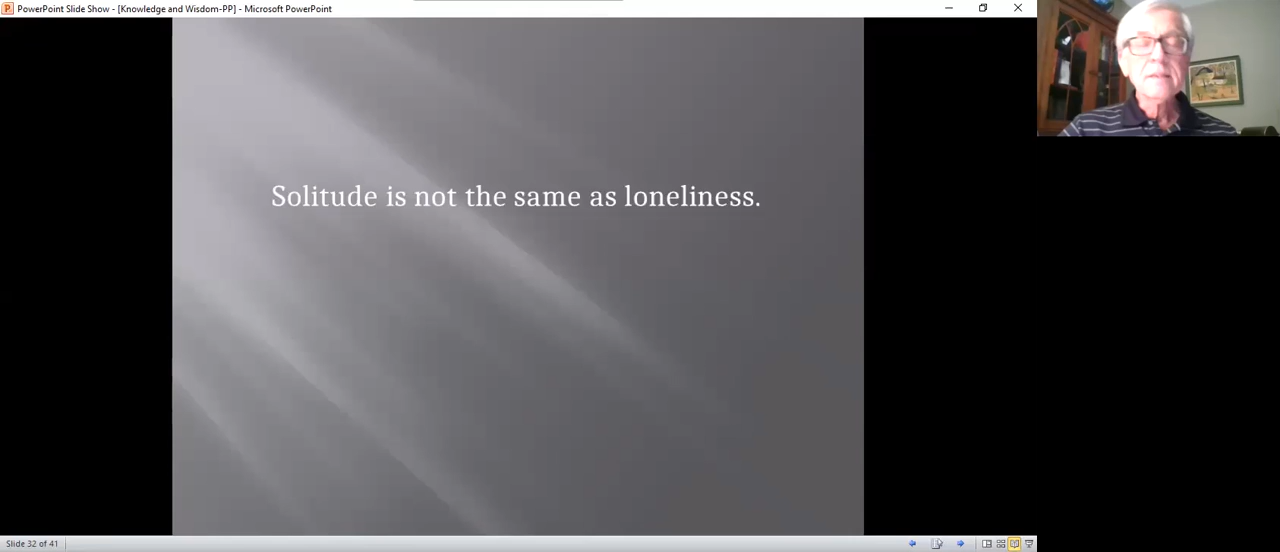 PowerPoint Slide Show - [Knowledge and Wisdom-PP] - Microsoft PowerPoint
Solitude is not the same as loneliness.
Slide 32 of 41